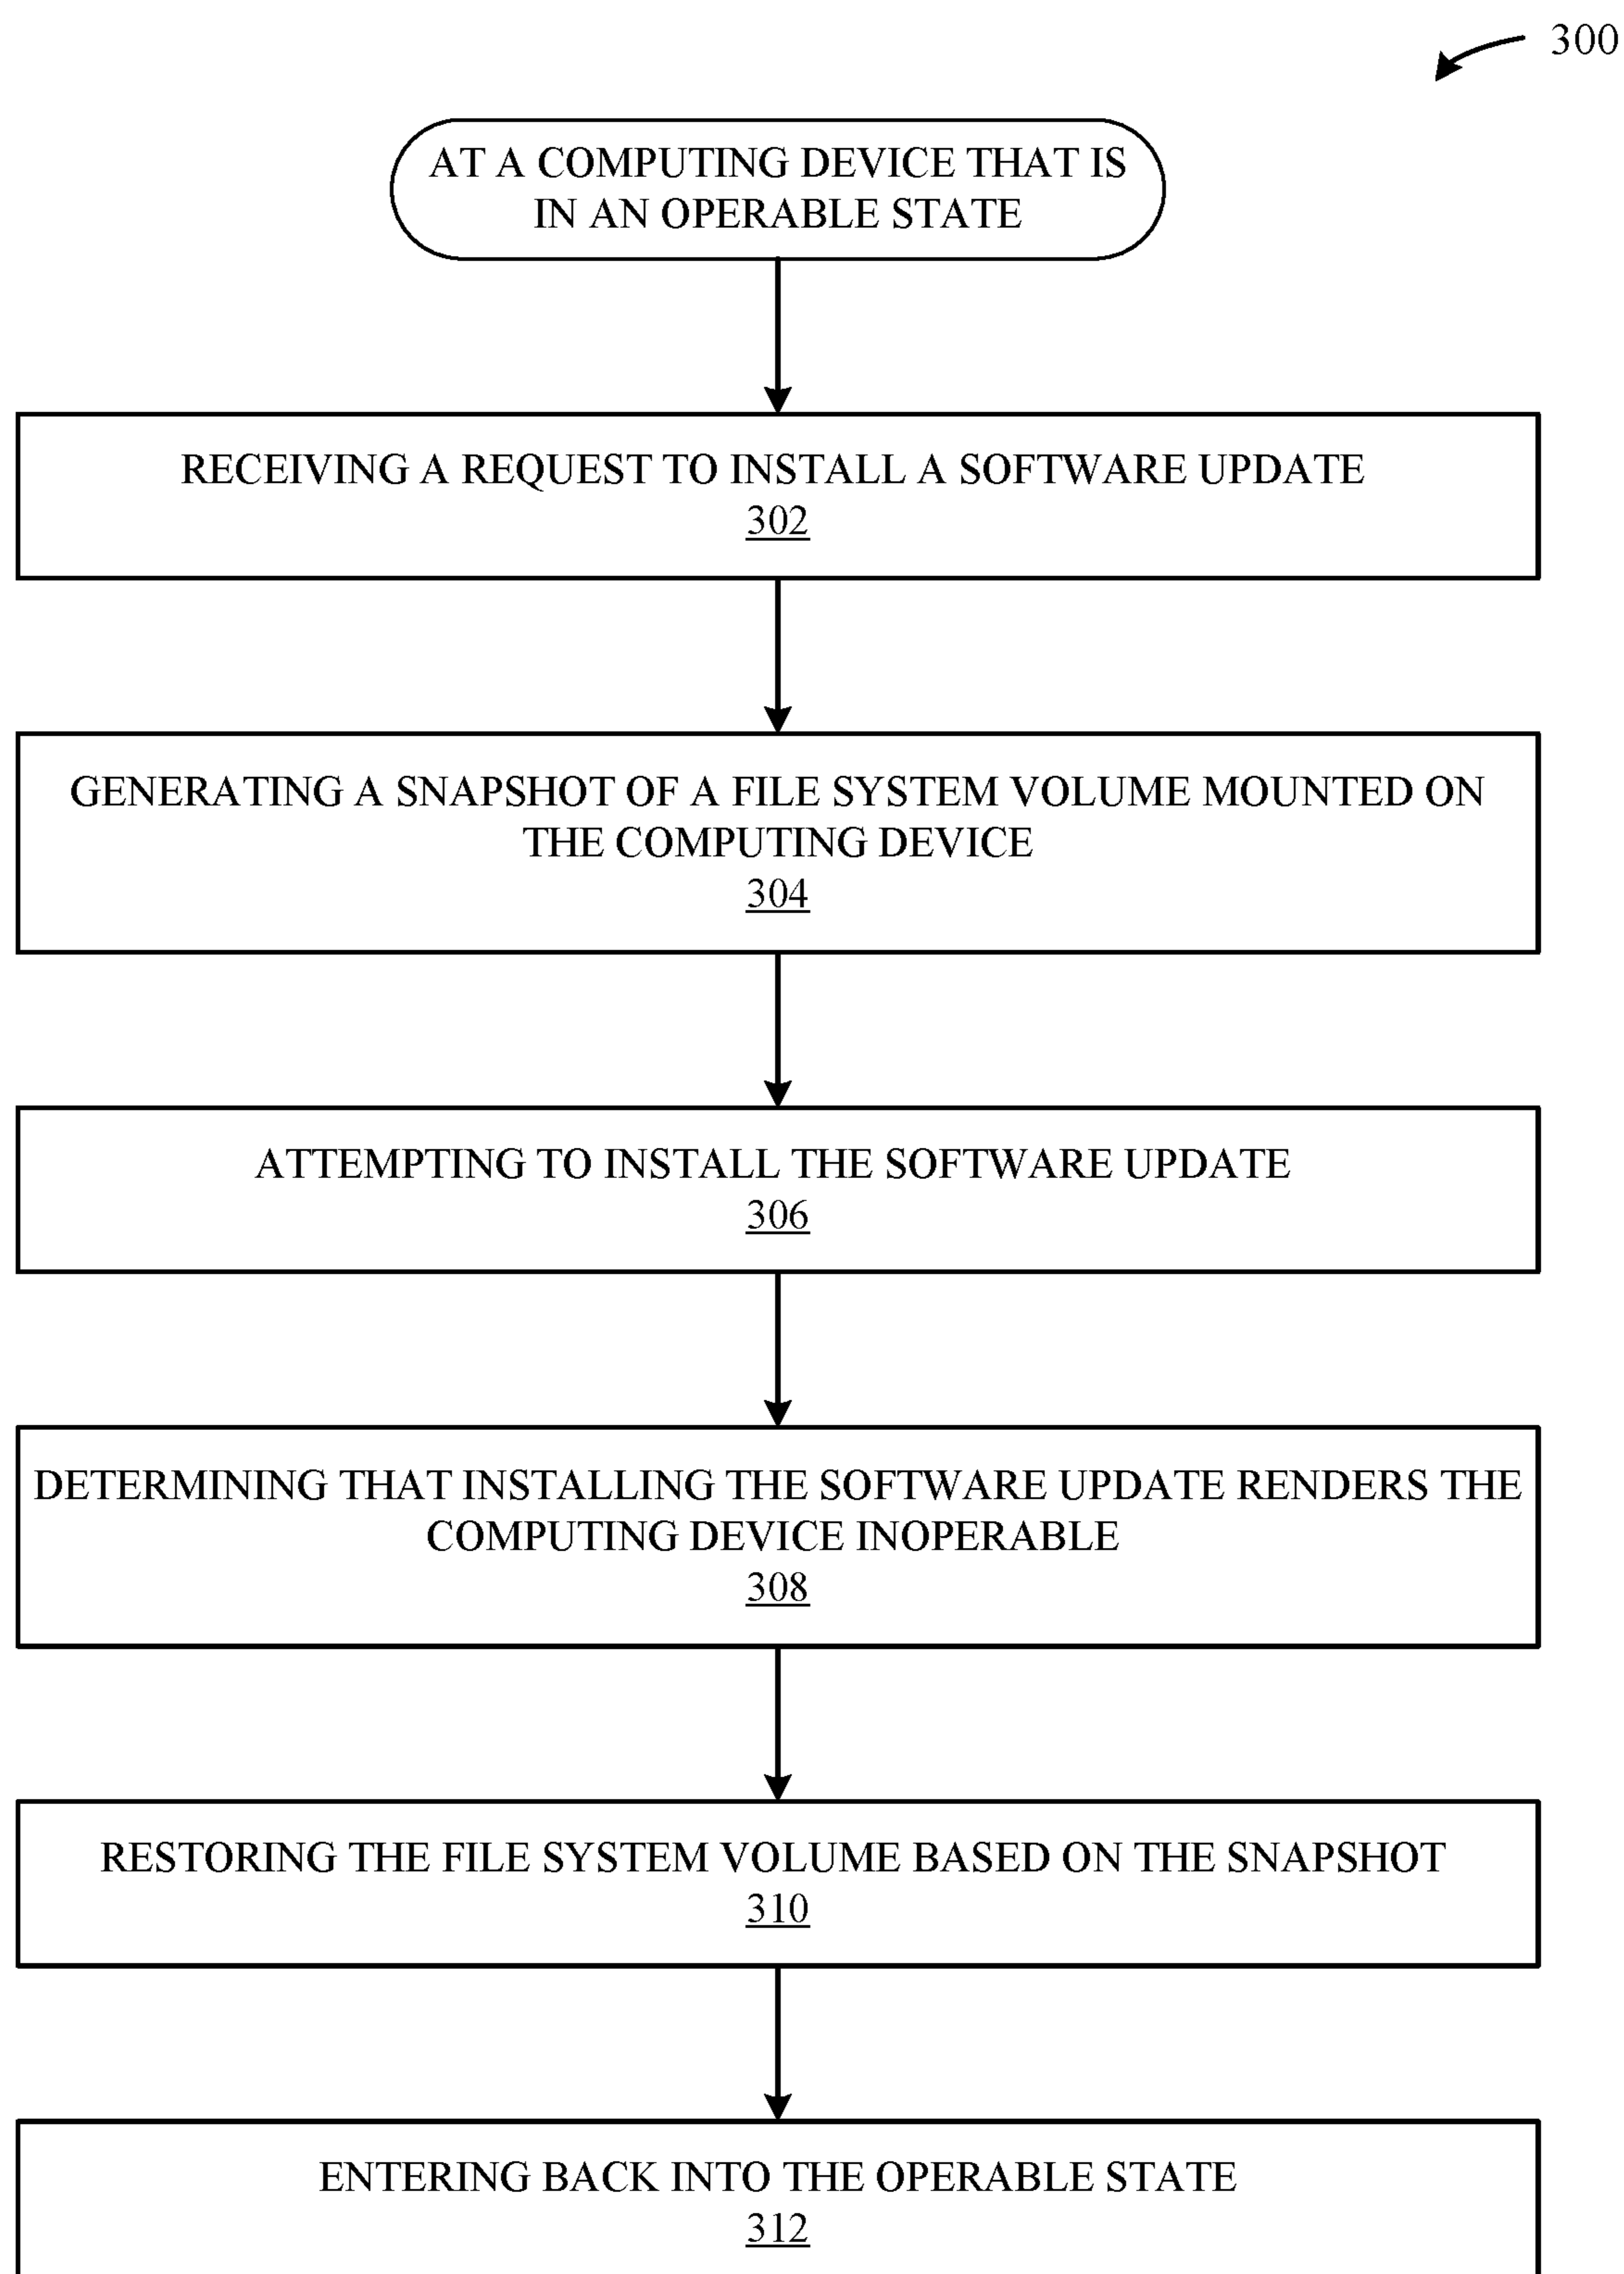 300
AT A COMPUTING DEVICE THAT IS
IN AN OPERABLE STATE
RECEIVING A REQUEST TO INSTALL A SOFTWARE UPDATE
302
GENERATING A SNAPSHOT OF A FILE SYSTEM VOLUME MOUNTED ON
THE COMPUTING DEVICE
304
ATTEMPTING TO INSTALL THE SOFTWARE UPDATE
306
DETERMINING THAT INSTALLING THE SOFTWARE UPDATE RENDERS THE
COMPUTING DEVICE INOPERABLE
308
RESTORING THE FILE SYSTEM VOLUME BASED ON THE SNAPSHOT
310
ENTERING BACK INTO THE OPERABLE STATE
312